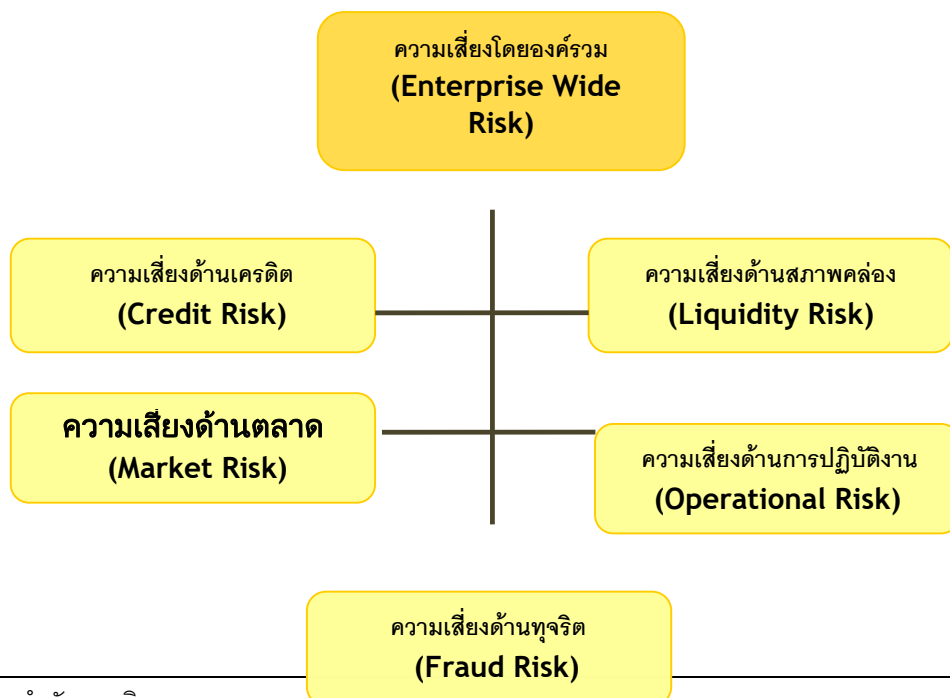 ความเสี่ยงโดยองค์รวม
(Enterprise Wide
Risk)
ความเสี่ยงด้านเครดิต
(Credit Risk)
ความเสี่ยงด้านสภาพคล่อง
(Liquidity Risk)
ความเสี่ยงด้านตลาด
(Market Risk)
ความเสี่ยงด้านการปฏิบัติงาน
(Operational Risk)
ความเสี่ยงด้านทุจริต
(Fraud Risk)